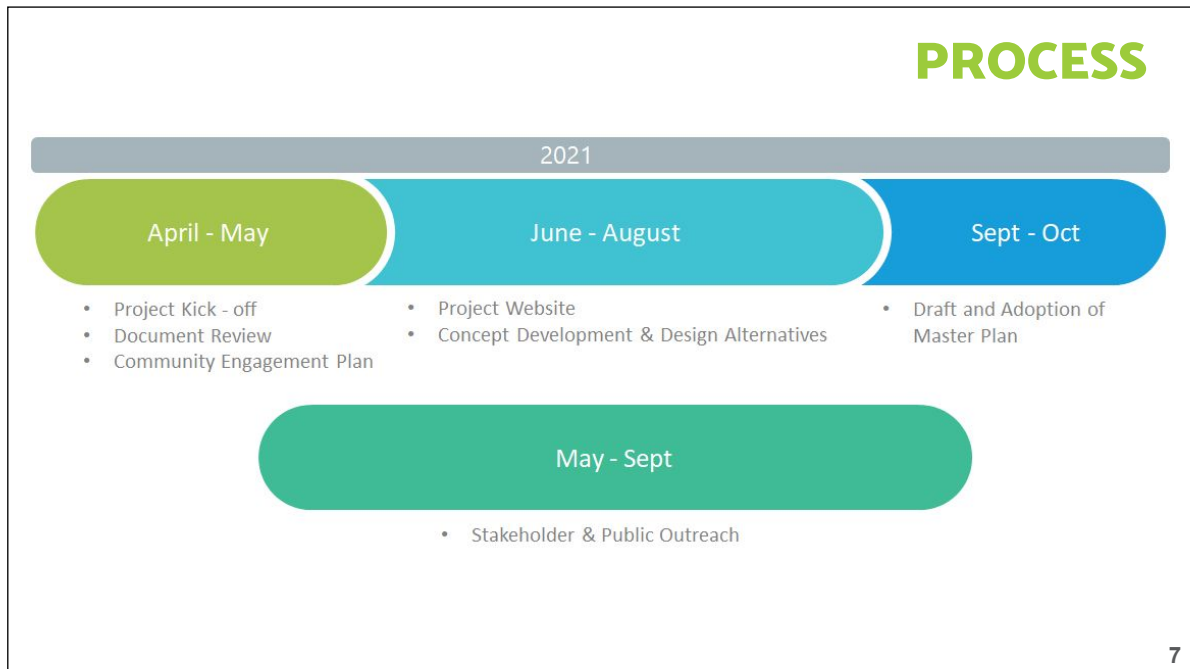 PROCESS
2021
April - May
June - August
Sept - Oct
• Project Kick - off
• Document Review
• Community Engagement Plan
• Project Website
• Concept Development & Design Alternatives
• Draft and Adoption of
Master Plan
May - Sept
• Stakeholder & Public Outreach
7